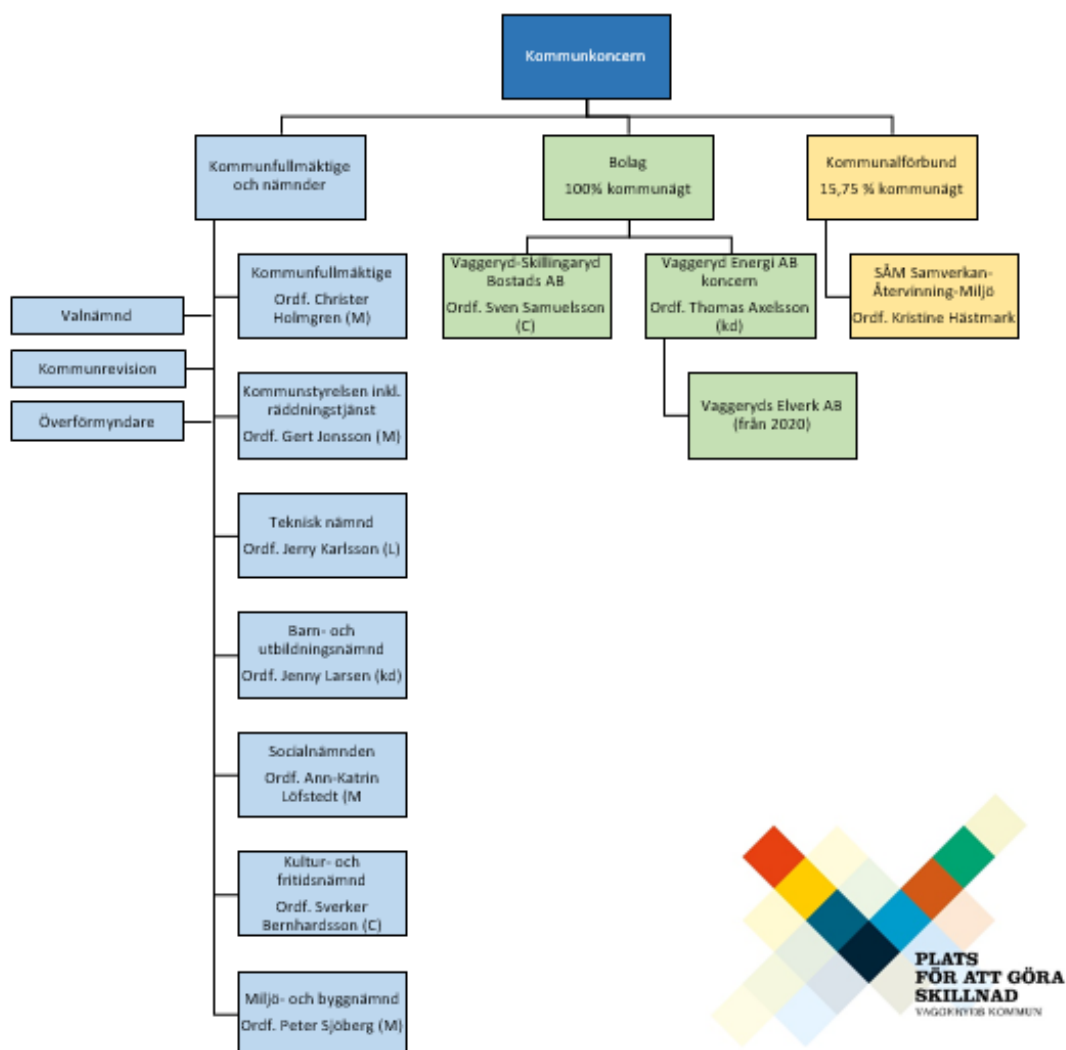 Kommunkoncern
Kommunfullmäktige
och nämnder
Bolag
100% kommunägt
Kommunalförbund
15,75 % kommunägt
Kommunfullmäktige
Ordf. Christer
Holmgren (M)
Vaggeryd-Skillingaryd
Bostads AB
Ordf. Sven Samuelsson
(C)
Vaggeryd Energi AB
koncern
Ordf. Thomas Axelsson
(kd)
SÅM Samverkan-
Återvinning-Miljö
Ordf. Kristine Hästmark
Valnämnd
Kommunrevision
Överförmyndare
Kommunstyrelsen inkl.
räddningstjänst
Ordf. Gert Jonsson (M)
Vaggeryds Elverk AB
(från 2020)
Teknisk nämnd
Ordf. Jerry Karlsson (L)
Barn- och
utbildningsnämnd
Ordf. Jenny Larsen (kd)
Socialnämnden
Ordf. Ann-Katrin
Löfstedt (M
Kultur- och
fritidsnämnd
Ordf. Sverker
Bernhardsson (C)
Miljö- och byggnämnd
Ordf. Peter Sjöberg (M)
PLATS
FÖR ATT GÖRA
SKILLNAD
VAGGERYDS KOMMUN